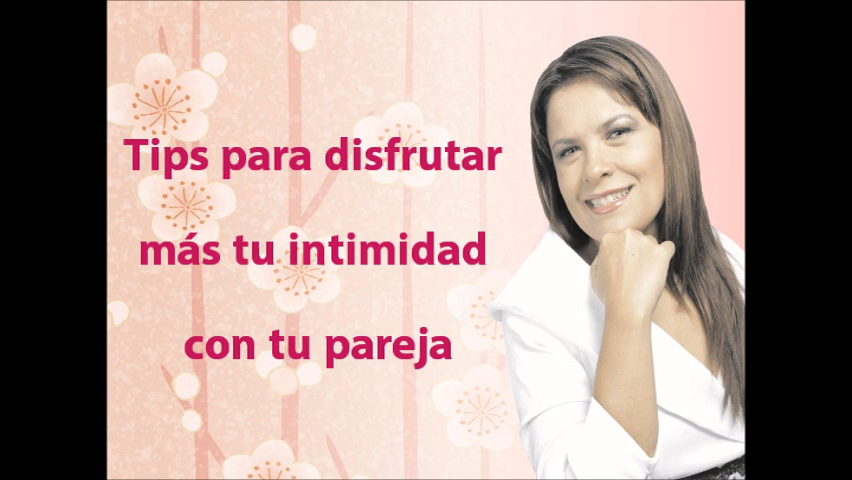 Tips para disfrutar
más tu intimidad
con tu pareja